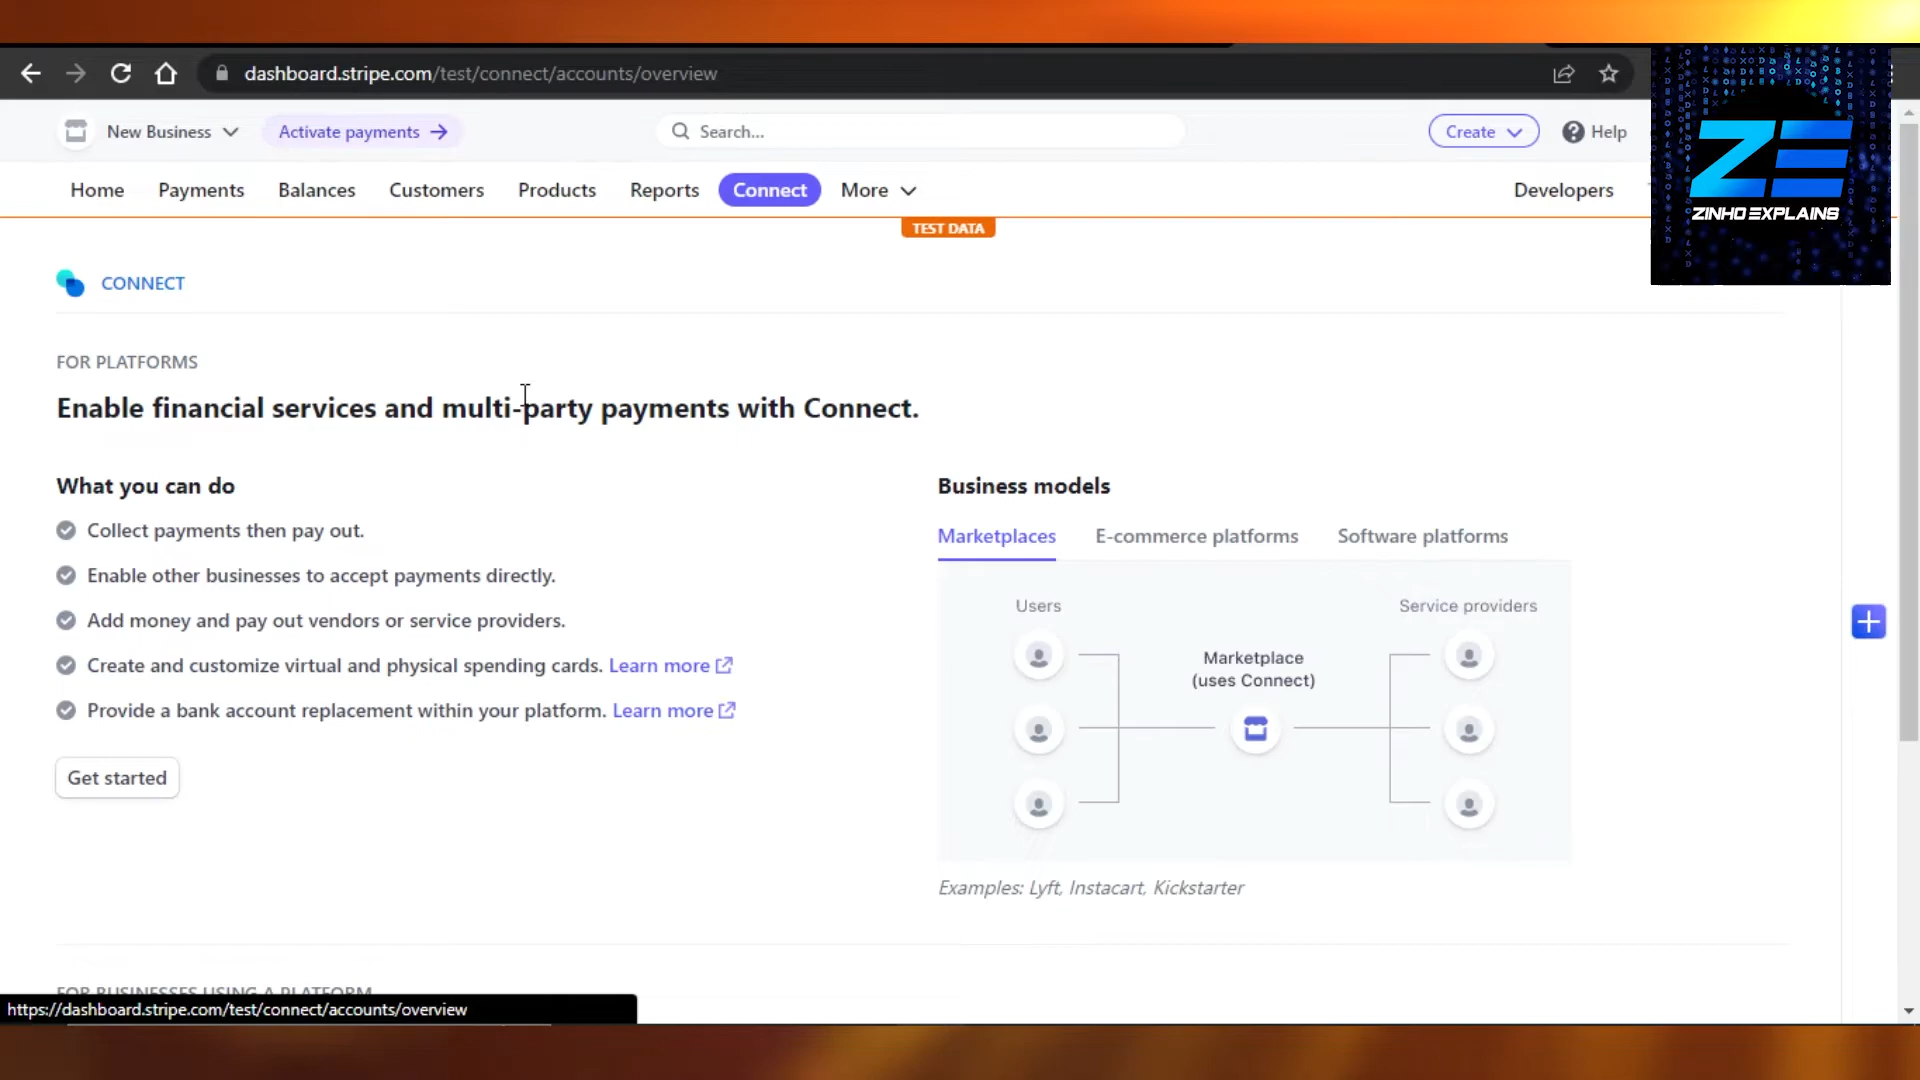 dashboard.stripe.com/test/connect/accounts/overview
New Business
Activate payments
Search...
Create
Help
Home
Payments
Balances
Customers
Products
Reports
Connect
More
Developers
TEST DATA
ZE
ZINHO EXPLAINS
CONNECT
FOR PLATFORMS
Enable financial services and multi-party payments with Connect.
What you can do
Collect payments then pay out.
Enable other businesses to accept payments directly.
Add money and pay out vendors or service providers.
Create and customize virtual and physical spending cards. Learn more
Provide a bank account replacement within your platform. Learn more
Get started
Business models
Marketplaces
E-commerce platforms
Software platforms
Users
Service providers
Marketplace
(uses Connect)
Examples: Lyft, Instacart, Kickstarter
FOR BUSINESSES USING A PLATFORM
https://dashboard.stripe.com/test/connect/accounts/overview